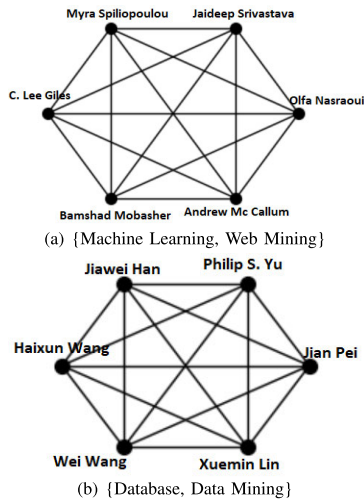 Myra Spiliopoulou Jaideep Srivastava
C. Lee Giles
Olfa Nasraoui
Bamshad Mobasher Andrew Mc Callum
(a) {Machine Learning, Web Mining}
Jiawei Han Philip S. Yu
Haixun Wang
Jian Pei
Wei Wang Xuemin Lin
(b) {Database, Data Mining}